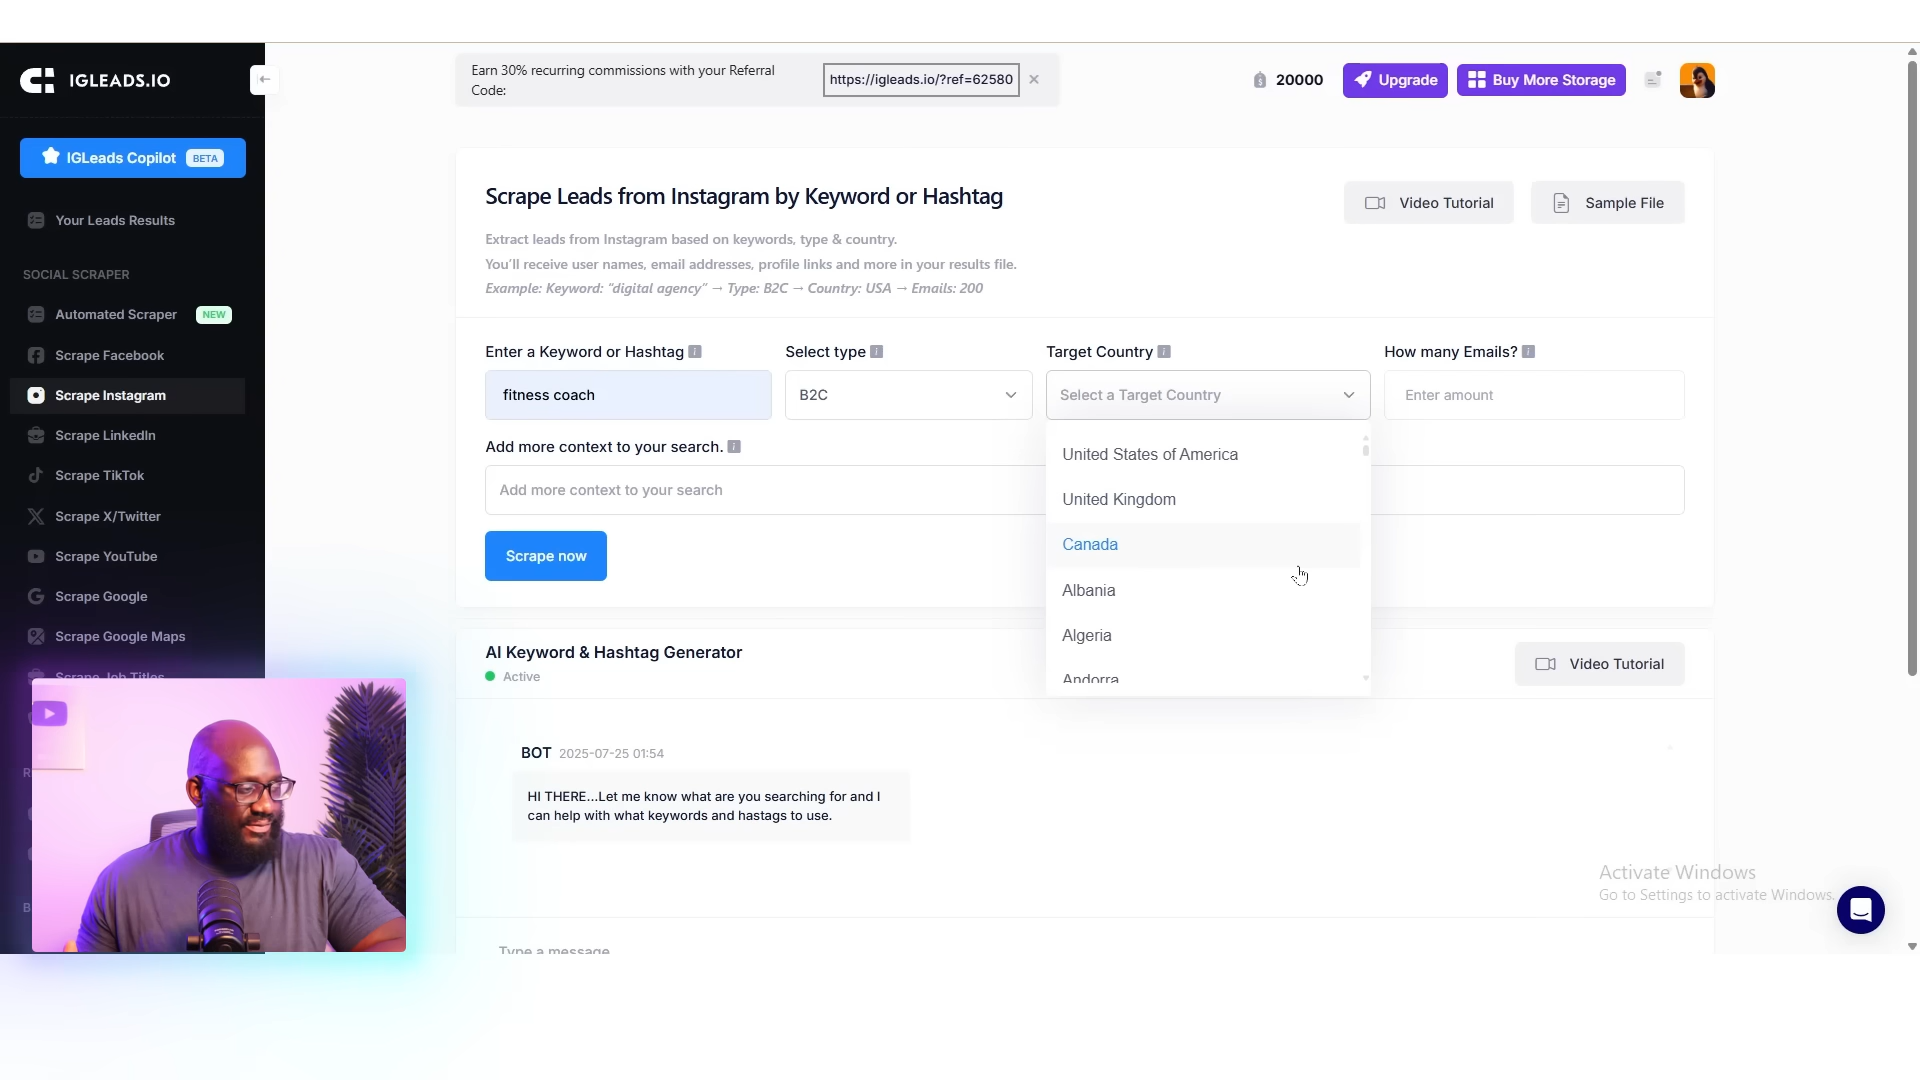 IGLEADS.IO
Earn 30% recurring commissions with your Referral
Code:
https://igleads.io/?ref=62580
20000
Upgrade
Buy More Storage
IGLeads Copilot BETA
Your Leads Results
SOCIAL SCRAPER
Automated Scraper NEW
Scrape Facebook
Scrape Instagram
Scrape LinkedIn
Scrape TikTok
Scrape X/Twitter
Scrape YouTube
Scrape Google
Scrape Google Maps
Scrape Job Titles
Scrape Leads from Instagram by Keyword or Hashtag
Video Tutorial
Sample File
Extract leads from Instagram based on keywords, type & country.
You'll receive user names, email addresses, profile links and more in your results file.
Example: Keyword: "digital agency" → Type: B2C → Country: USA → Emails: 200
Enter a Keyword or Hashtag
Select type
Target Country
How many Emails?
fitness coach
B2C
Select a Target Country
Enter amount
Add more context to your search.
Add more context to your search
United States of America
United Kingdom
Canada
Albania
Algeria
Andorra
Scrape now
AI Keyword & Hashtag Generator
Active
Video Tutorial
BOT 2025-07-25 01:54
HI THERE...Let me know what are you searching for and I
can help with what keywords and hastags to use.
Type a message
Activate Windows
Go to Settings to activate Windows.